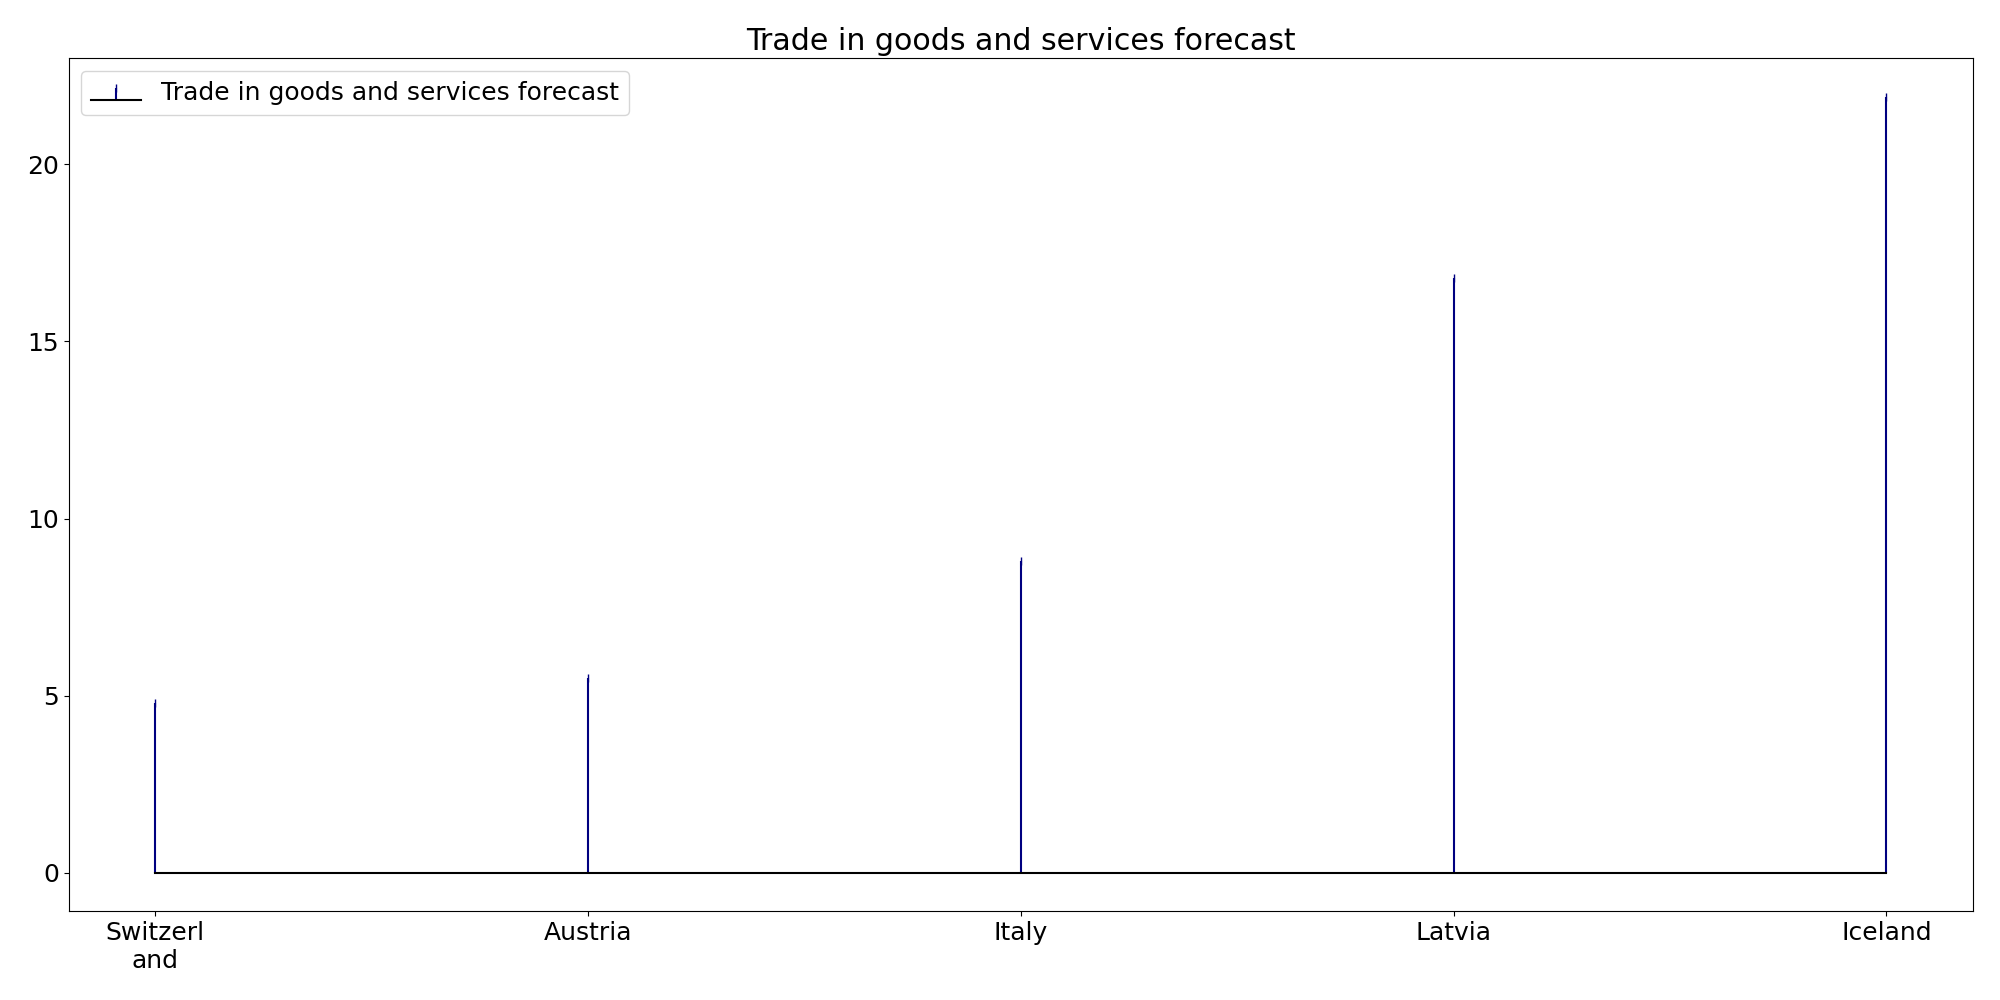 Trade in goods and services forecast
Trade in goods and services forecast
20
15
10
5
0
Switzerl
and
Austria
Italy
Latvia
Iceland